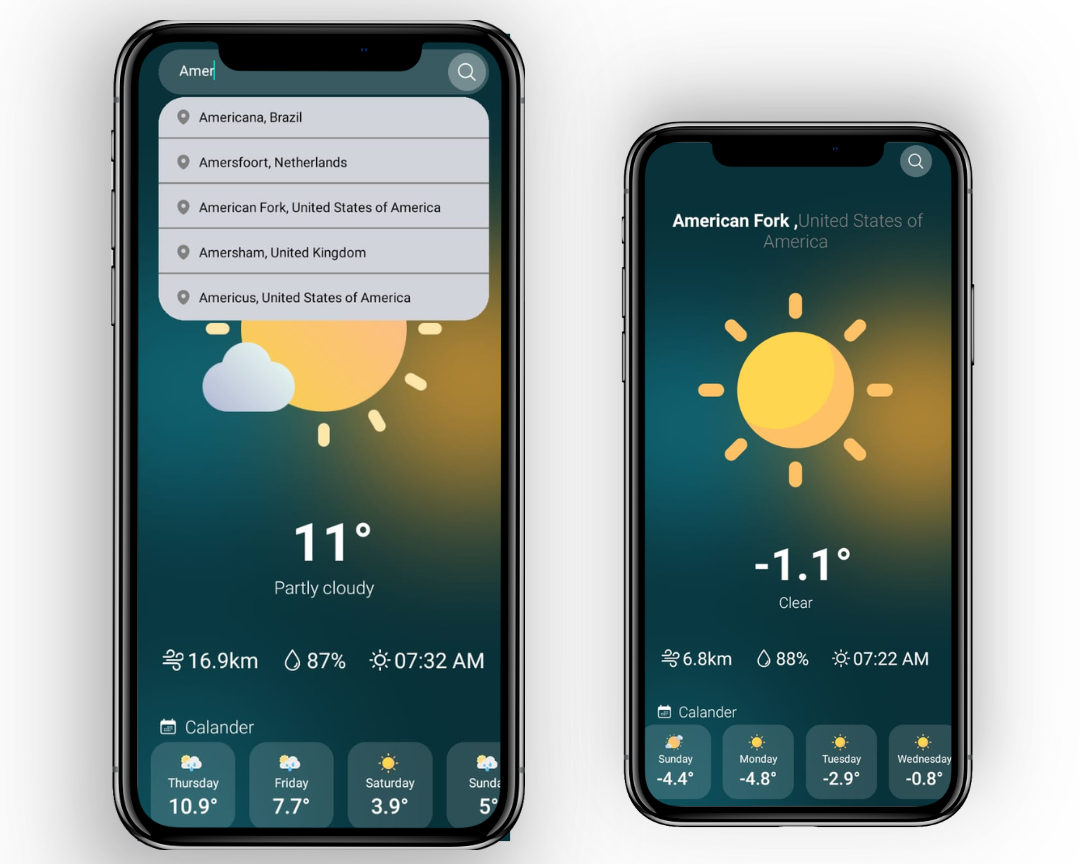 Amer
Americana, Brazil
Amersfoort, Netherlands
American Fork, United States of America
Amersham, United Kingdom
Americus, United States of America
11°
Partly cloudy
16.9km 87% 07:32 AM
Calander
Thursday Friday Saturday Sunda
10.9° 7.7° 3.9° 5°
American Fork ,United States of
America
-1.1°
Clear
6.8km 88% 07:22 AM
Calander
Sunday Monday Tuesday Wednesday
-4.4° -4.8° -2.9° -0.8°